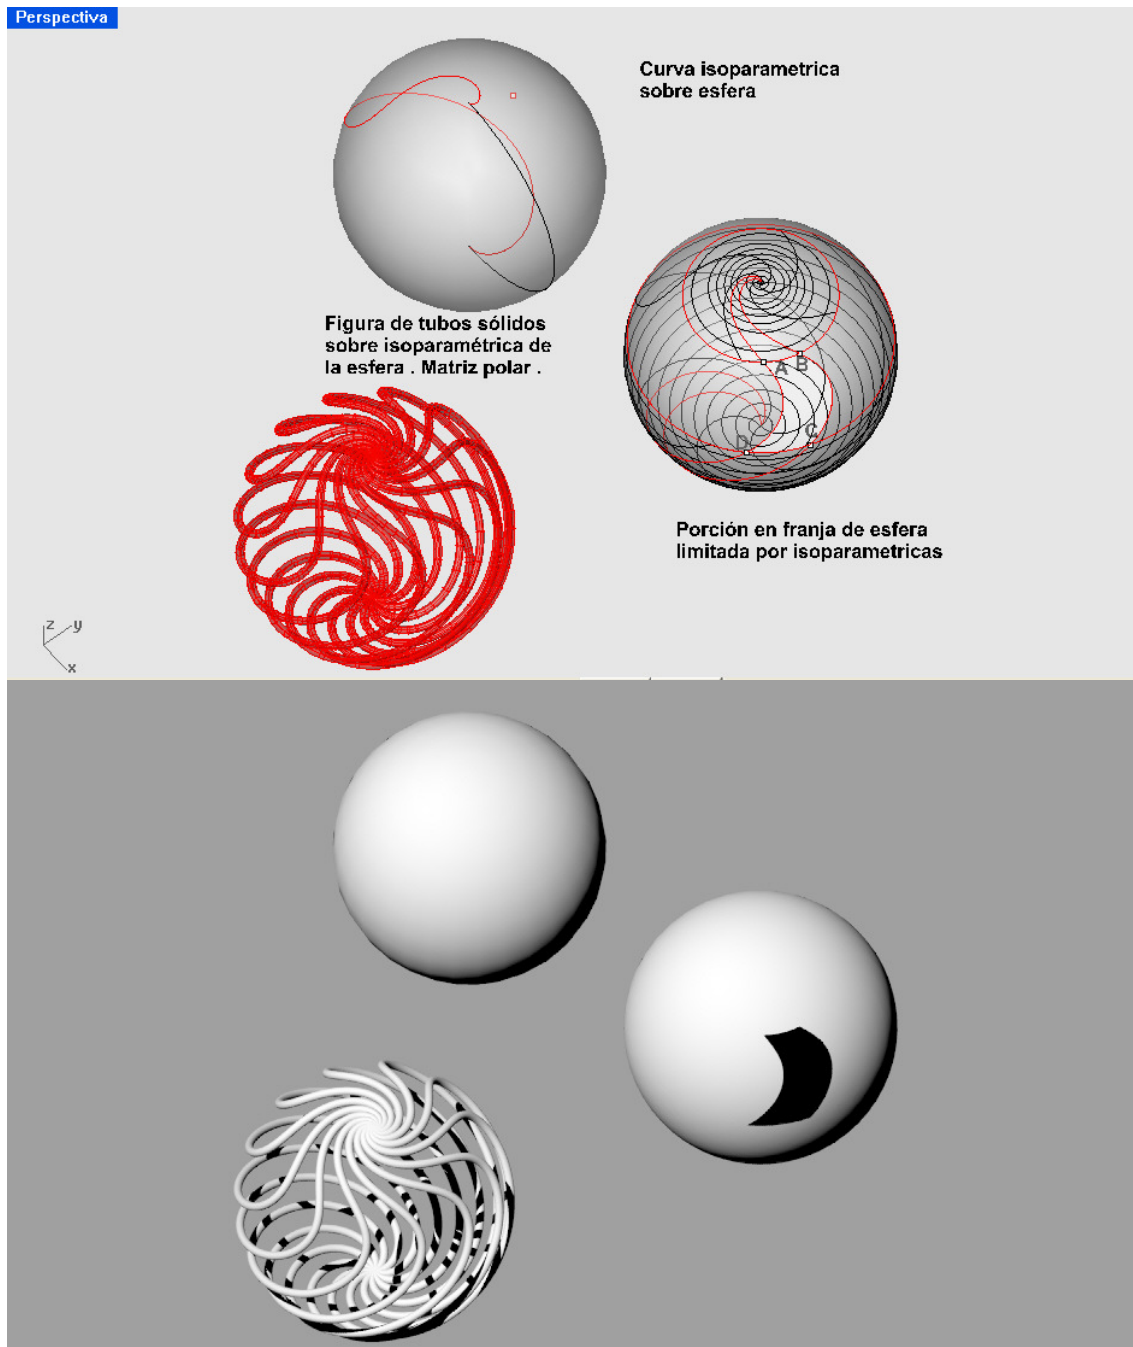 Perspectiva
Curva isoparametrica
sobre esfera
Figura de tubos sólidos
sobre isoparamétrica de
la esfera . Matriz polar .
A
B
C
D
Porción en franja de esfera
limitada por isoparametricas
z
y
x